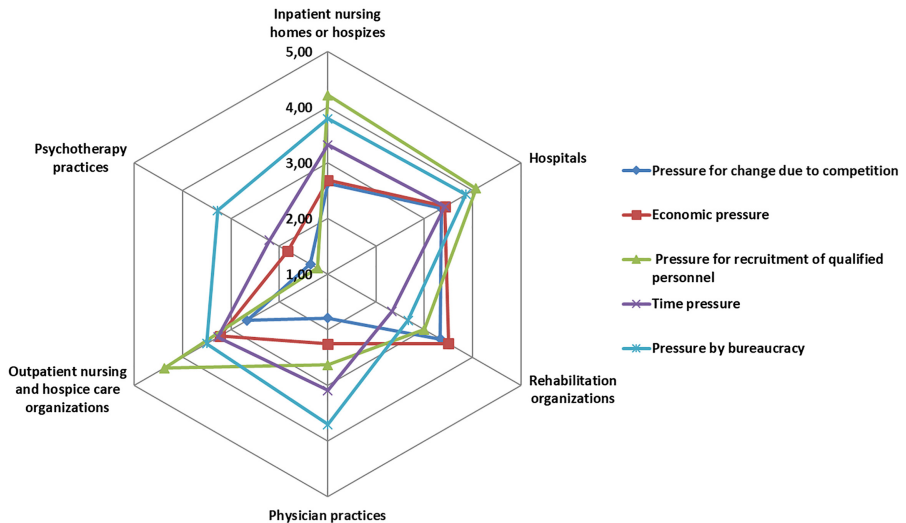 Inpatient nursing
homes or hospizes
5,00
4,00
3,00
2,00
1,00
Hospitals
Rehabilitation
organizations
Physician practices
Outpatient nursing
and hospice care
organizations
Psychotherapy
practices
Pressure for change due to competition
Economic pressure
Pressure for recruitment of qualified
personnel
Time pressure
Pressure by bureaucracy